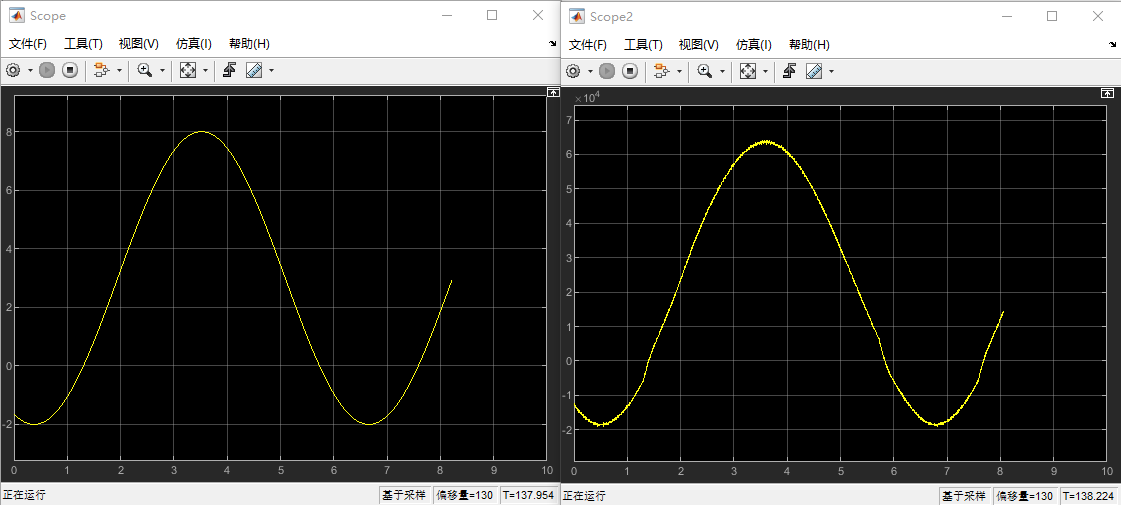 Scope
文件(F) 工具(T) 视图(V) 仿真(I) 帮助(H)
8
6
4
2
0
-2
0 1 2 3 4 5 6 7 8 9 10
正在运行 基于采样 偏移量=130 T=137.954
Scope2
文件(F) 工具(T) 视图(V) 仿真(I) 帮助(H)
×10^4
7
6
5
4
3
2
1
0
-1
-2
0 1 2 3 4 5 6 7 8 9 10
正在运行 基于采样 偏移量=130 T=138.224